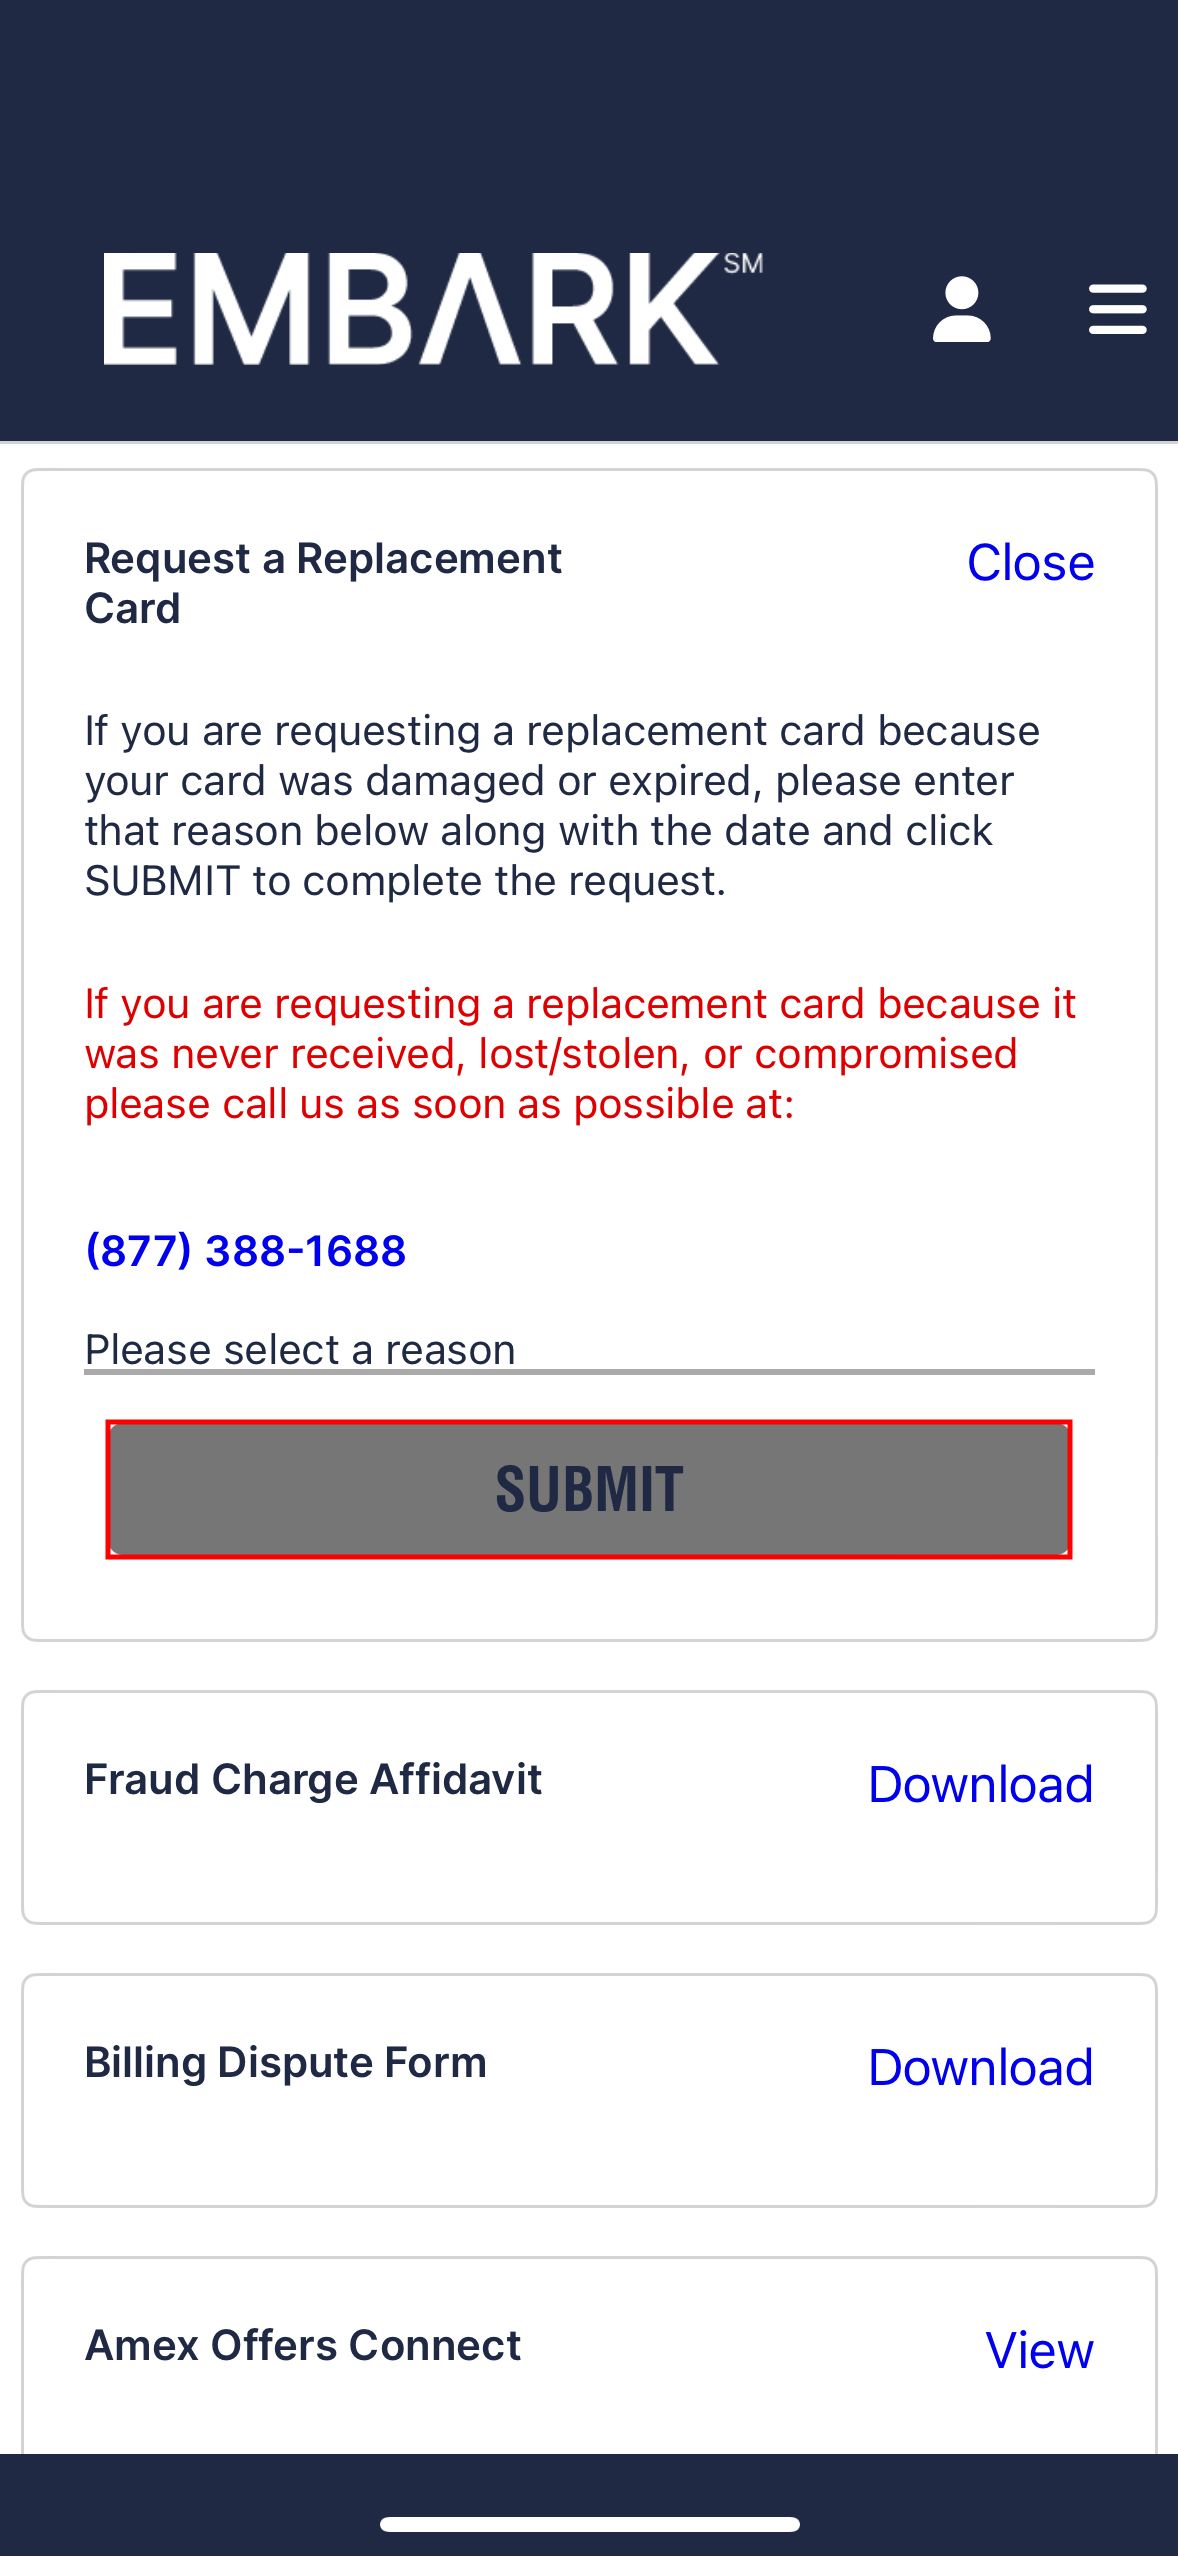 EMBARK SM
Request a Replacement
Card
Close
If you are requesting a replacement card because
your card was damaged or expired, please enter
that reason below along with the date and click
SUBMIT to complete the request.
If you are requesting a replacement card because it
was never received, lost/stolen, or compromised
please call us as soon as possible at:
(877) 388-1688
Please select a reason
SUBMIT
Fraud Charge Affidavit
Download
Billing Dispute Form
Download
Amex Offers Connect
View